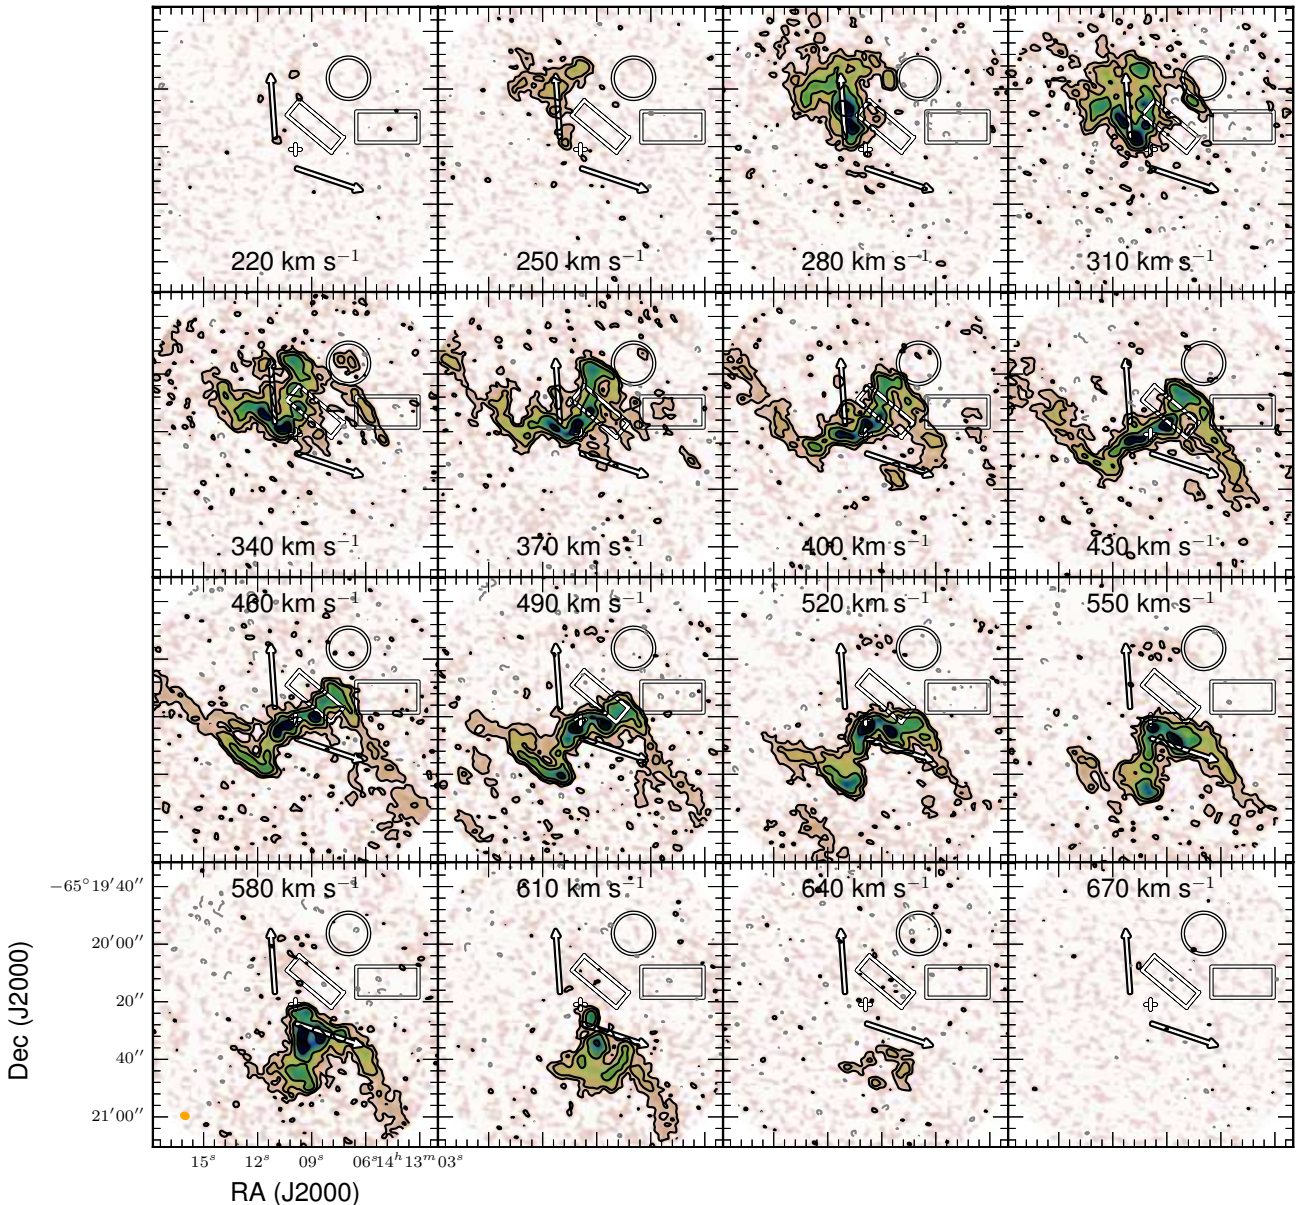 220 km s⁻¹ 250 km s⁻¹ 280 km s⁻¹ 310 km s⁻¹
340 km s⁻¹ 370 km s⁻¹ 400 km s⁻¹ 430 km s⁻¹
460 km s⁻¹ 490 km s⁻¹ 520 km s⁻¹ 550 km s⁻¹
580 km s⁻¹ 610 km s⁻¹ 640 km s⁻¹ 670 km s⁻¹
−65°19′40″
20′00″
20″
40″
21′00″
Dec (J2000)
15ˢ 12ˢ 09ˢ 06ˢ14ʰ13ᵐ03ˢ
RA (J2000)